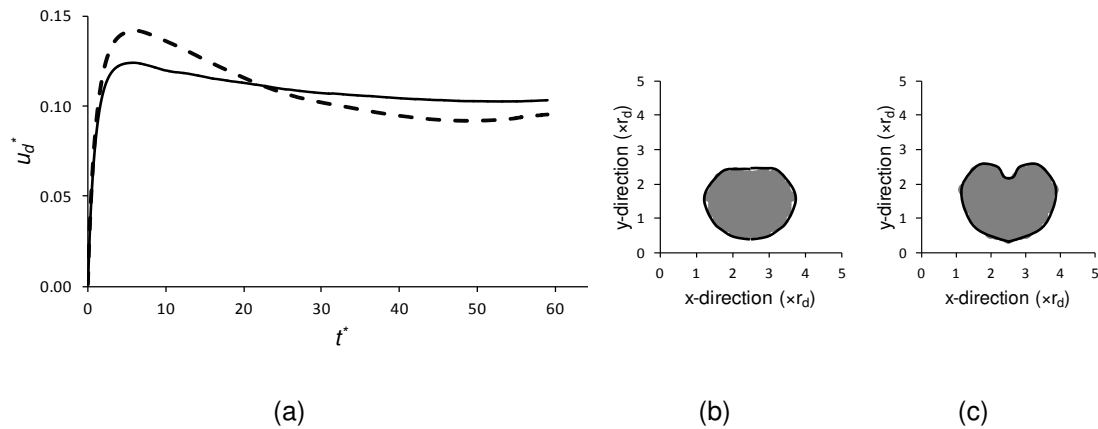 0.15
0.10
0.05
0.00
u_d^*
0 10 20 30 40 50 60
t^*
(a)
5
4
3
2
1
0
y-direction (×r_d)
0 1 2 3 4 5
x-direction (×r_d)
(b)
5
4
3
2
1
0
y-direction (×r_d)
0 1 2 3 4 5
x-direction (×r_d)
(c)